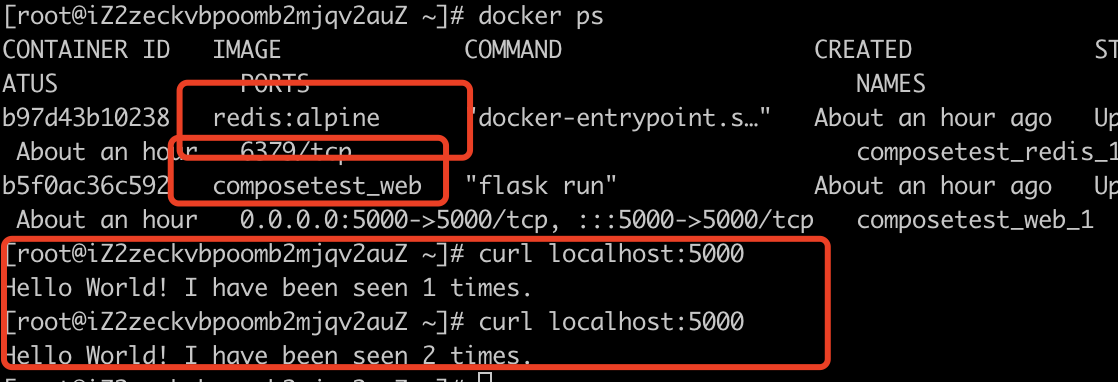 [root@iZ2zeckvbpoomb2mjqv2auZ ~]# docker ps
CONTAINER ID   IMAGE             COMMAND                  CREATED             ST
ATUS             PORTS                                       NAMES
b97d43b10238   redis:alpine      "docker-entrypoint.s…"   About an hour ago   Up
 About an hour   6379/tcp                                    composetest_redis_1
b5f0ac36c592   composetest_web   "flask run"              About an hour ago   Up
 About an hour   0.0.0.0:5000->5000/tcp, :::5000->5000/tcp   composetest_web_1
[root@iZ2zeckvbpoomb2mjqv2auZ ~]# curl localhost:5000
Hello World! I have been seen 1 times.
[root@iZ2zeckvbpoomb2mjqv2auZ ~]# curl localhost:5000
Hello World! I have been seen 2 times.